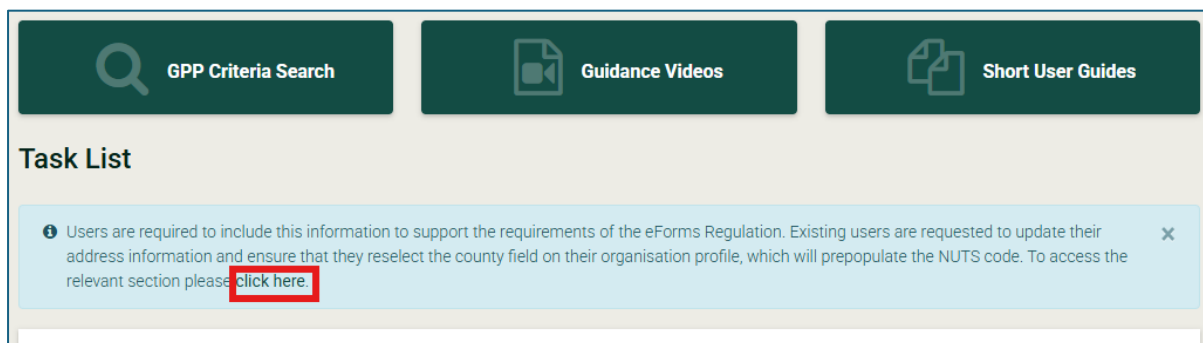 GPP Criteria Search
Guidance Videos
Short User Guides
Task List
Users are required to include this information to support the requirements of the eForms Regulation. Existing users are requested to update their
address information and ensure that they reselect the county field on their organisation profile, which will prepopulate the NUTS code. To access the
relevant section please click here.